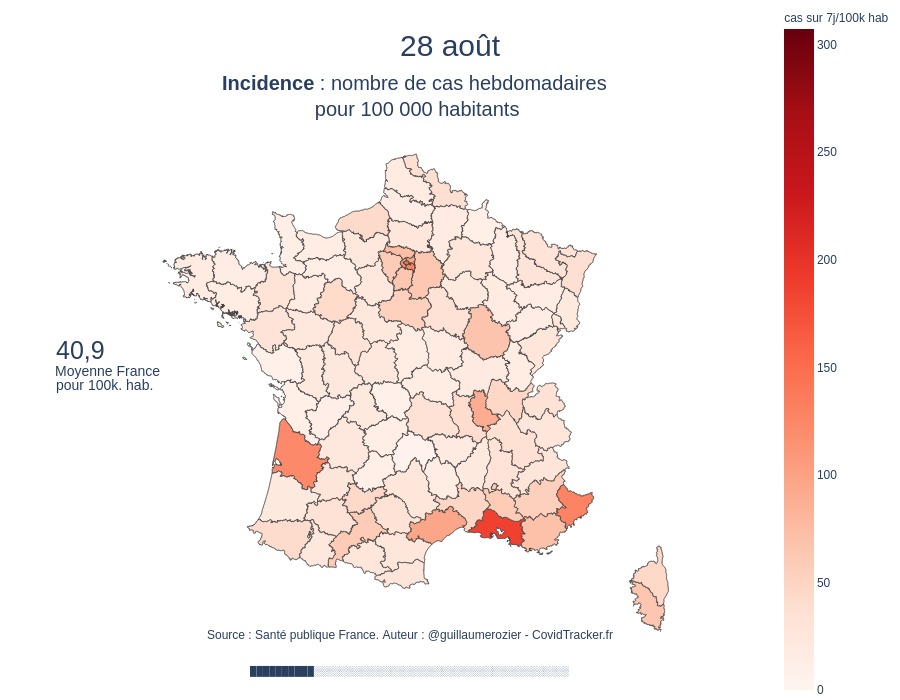 cas sur 7j/100k hab
28 août
Incidence : nombre de cas hebdomadaires
pour 100 000 habitants
300
250
200
150
100
50
0
40,9
Moyenne France
pour 100k. hab.
Source : Santé publique France. Auteur : @guillaumerozier - CovidTracker.fr